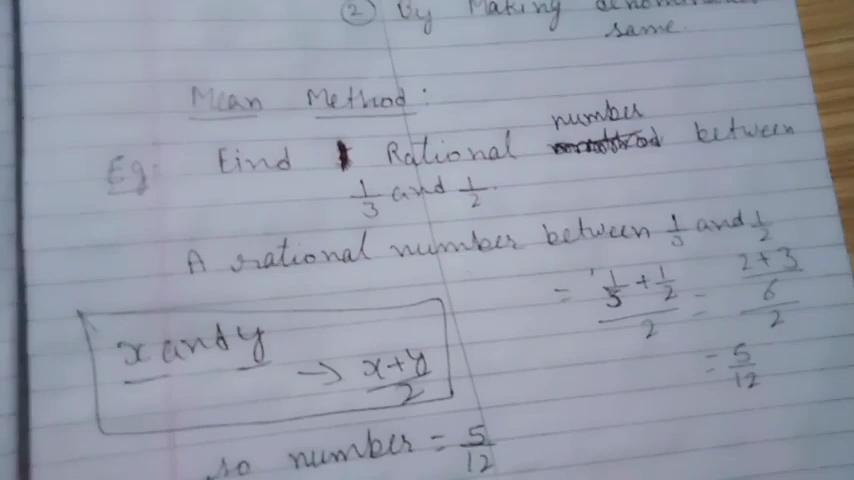 ② By Making
same.
Mean Method:
Eg: Find 1 Rational number between
1/3 and 1/2.
A rational number between 1/3 and 1/2
= (1/3 + 1/2)/2 = ((2+3)/6)/2
= 5/12
x and y
→ (x+y)/2
so number = 5/12